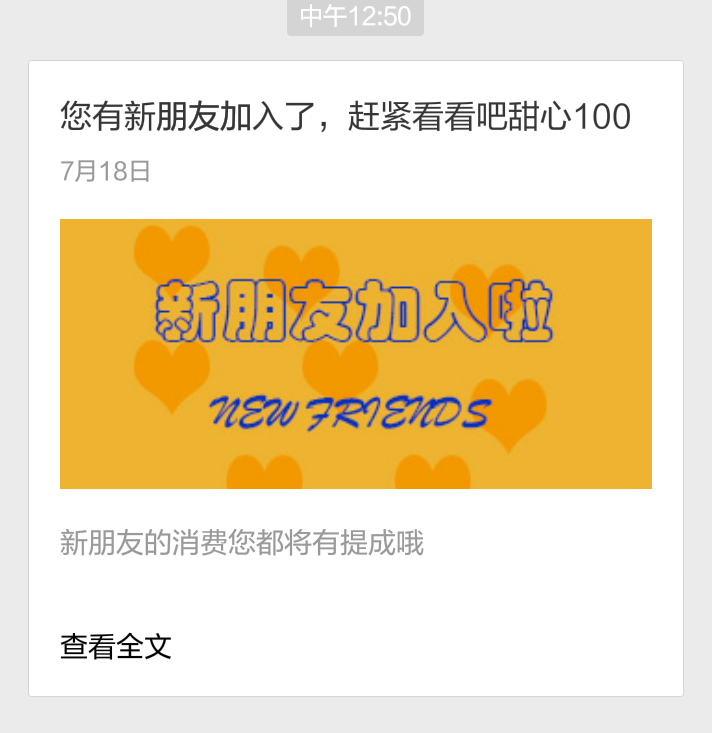 中午12:50
您有新朋友加入了，赶紧看看吧甜心100
7月18日
新朋友加入啦
NEW FRIENDS
新朋友的消费您都将有提成哦
查看全文